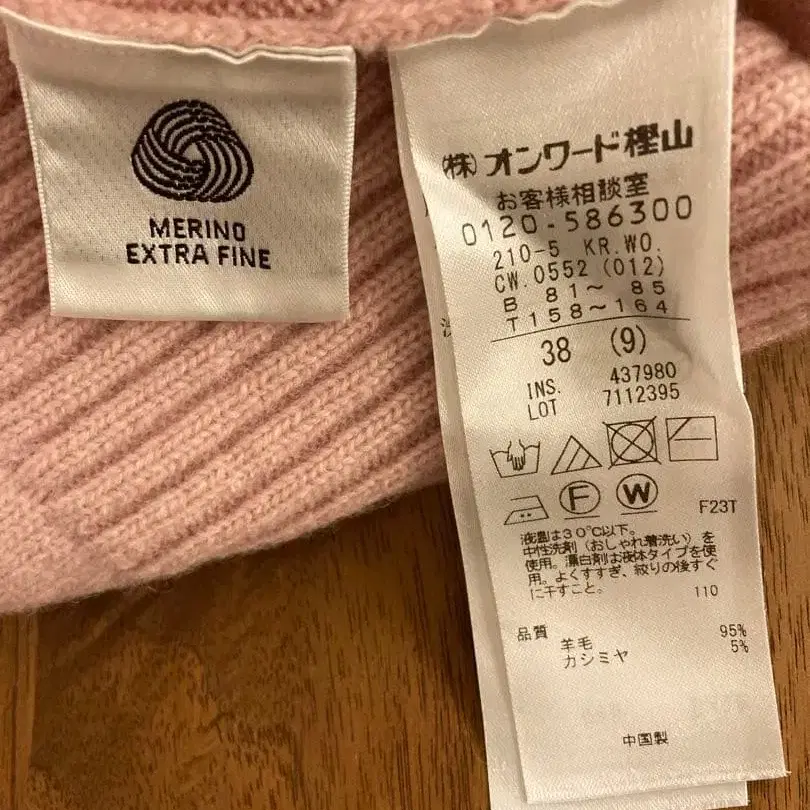 MERINO
EXTRA FINE
(株)オンワード樫山
お客様相談室
0120-586300
210-5 KR.WO.
CW.0552 (012)
B 81～ 85
T158～164
38 (9)
INS. 437980
LOT 7112395
F
W
F23T
液温は30℃以下。
中性洗剤（おしゃれ着洗い）を
使用。漂白剤は液体タイプを使
用。よくすすぎ、絞りの後すぐ
に干すこと。
110
品質
羊毛 95%
カシミヤ 5%
中国製